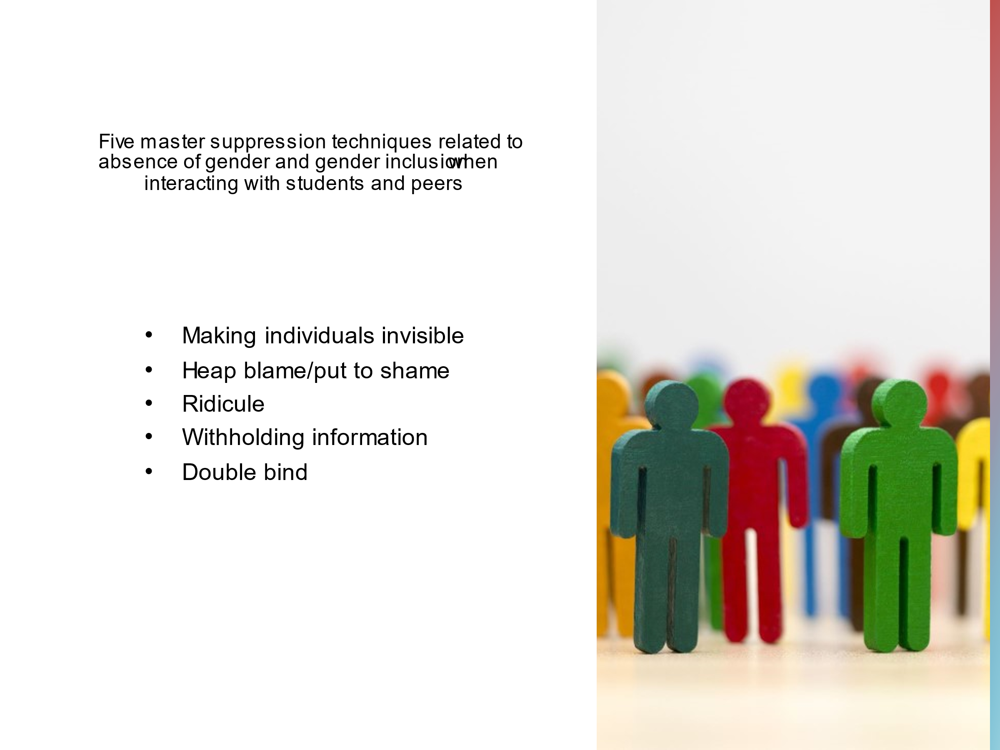 Five master suppression techniques related to
absence of gender and gender inclusion when
interacting with students and peers
• Making individuals invisible
• Heap blame/put to shame
• Ridicule
• Withholding information
• Double bind